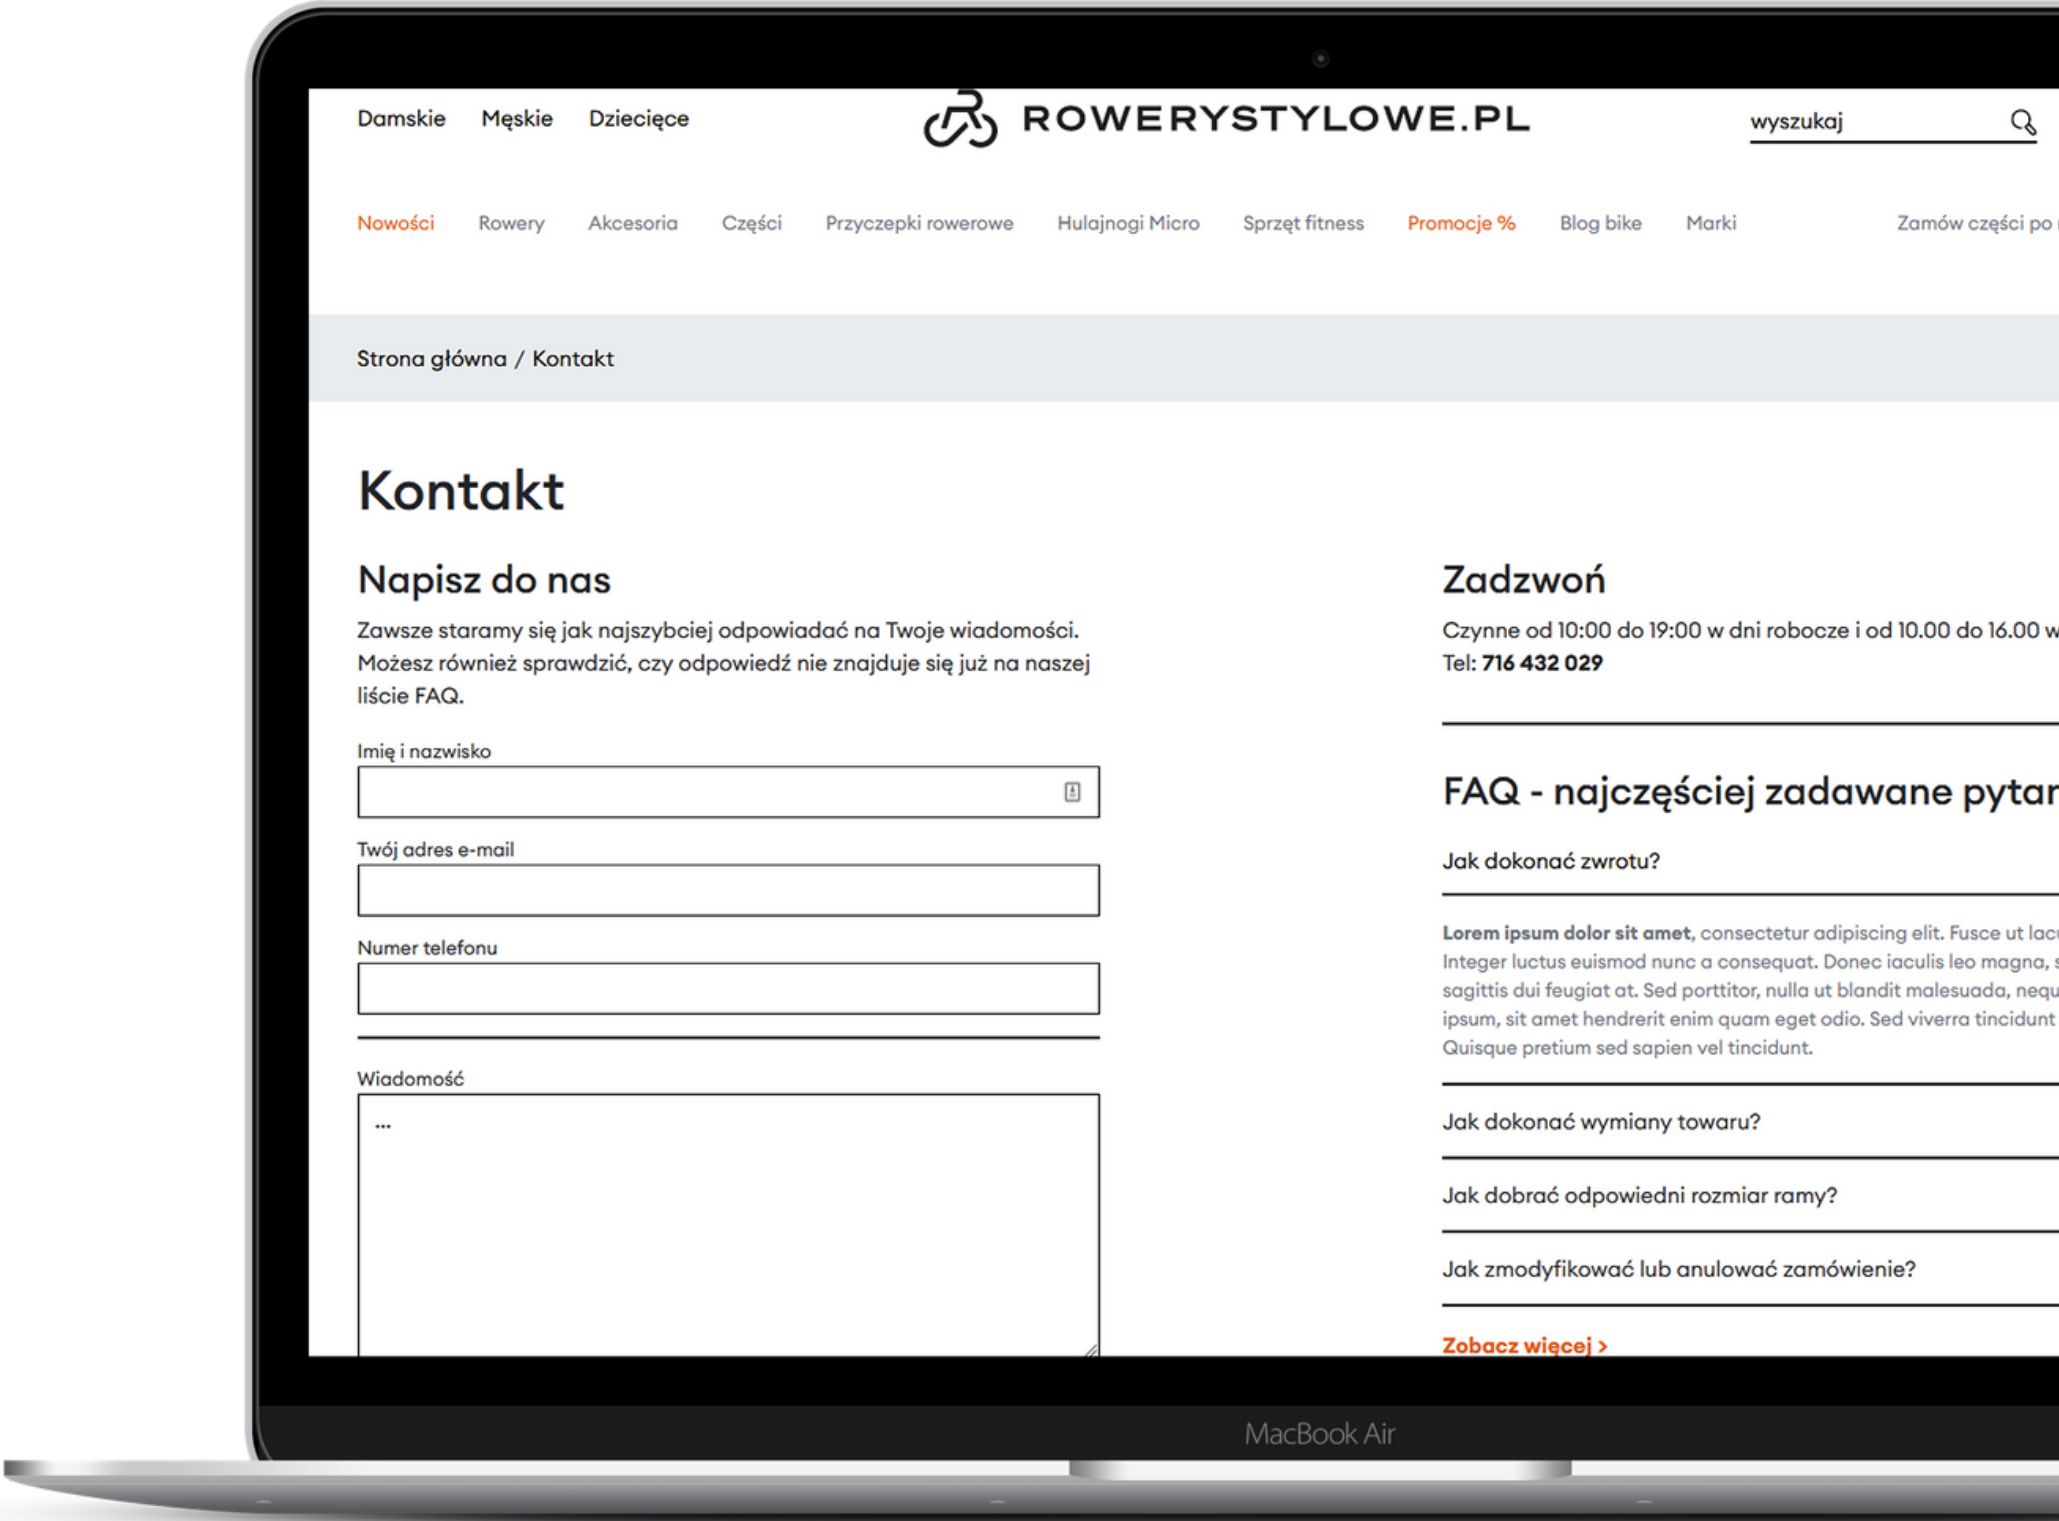 Damskie Męskie Dziecięce
ROWERYSTYLOWE.PL
wyszukaj
Nowości Rowery Akcesoria Części Przyczepki rowerowe Hulajnogi Micro Sprzęt fitness Promocje % Blog bike Marki Zamów części po
Strona główna / Kontakt
Kontakt
Napisz do nas
Zawsze staramy się jak najszybciej odpowiadać na Twoje wiadomości.
Możesz również sprawdzić, czy odpowiedź nie znajduje się już na naszej
liście FAQ.
Imię i nazwisko
Twój adres e-mail
Numer telefonu
Wiadomość
...
Zadzwoń
Czynne od 10:00 do 19:00 w dni robocze i od 10.00 do 16.00 w
Tel: 716 432 029
FAQ - najczęściej zadawane
Jak dokonać zwrotu?
Lorem ipsum dolor sit amet, consectetur adipiscing elit. Fusce ut
Integer luctus euismod nunc a consequat. Donec iaculis leo magna,
sagittis dui feugiat at. Sed porttitor, nulla ut blandit malesuada,
ipsum, sit amet hendrerit enim quam eget odio. Sed viverra tincidunt
Quisque pretium sed sapien vel tincidunt.
Jak dokonać wymiany towaru?
Jak dobrać odpowiedni rozmiar ramy?
Jak zmodyfikować lub anulować zamówienie?
Zobacz więcej >
MacBook Air